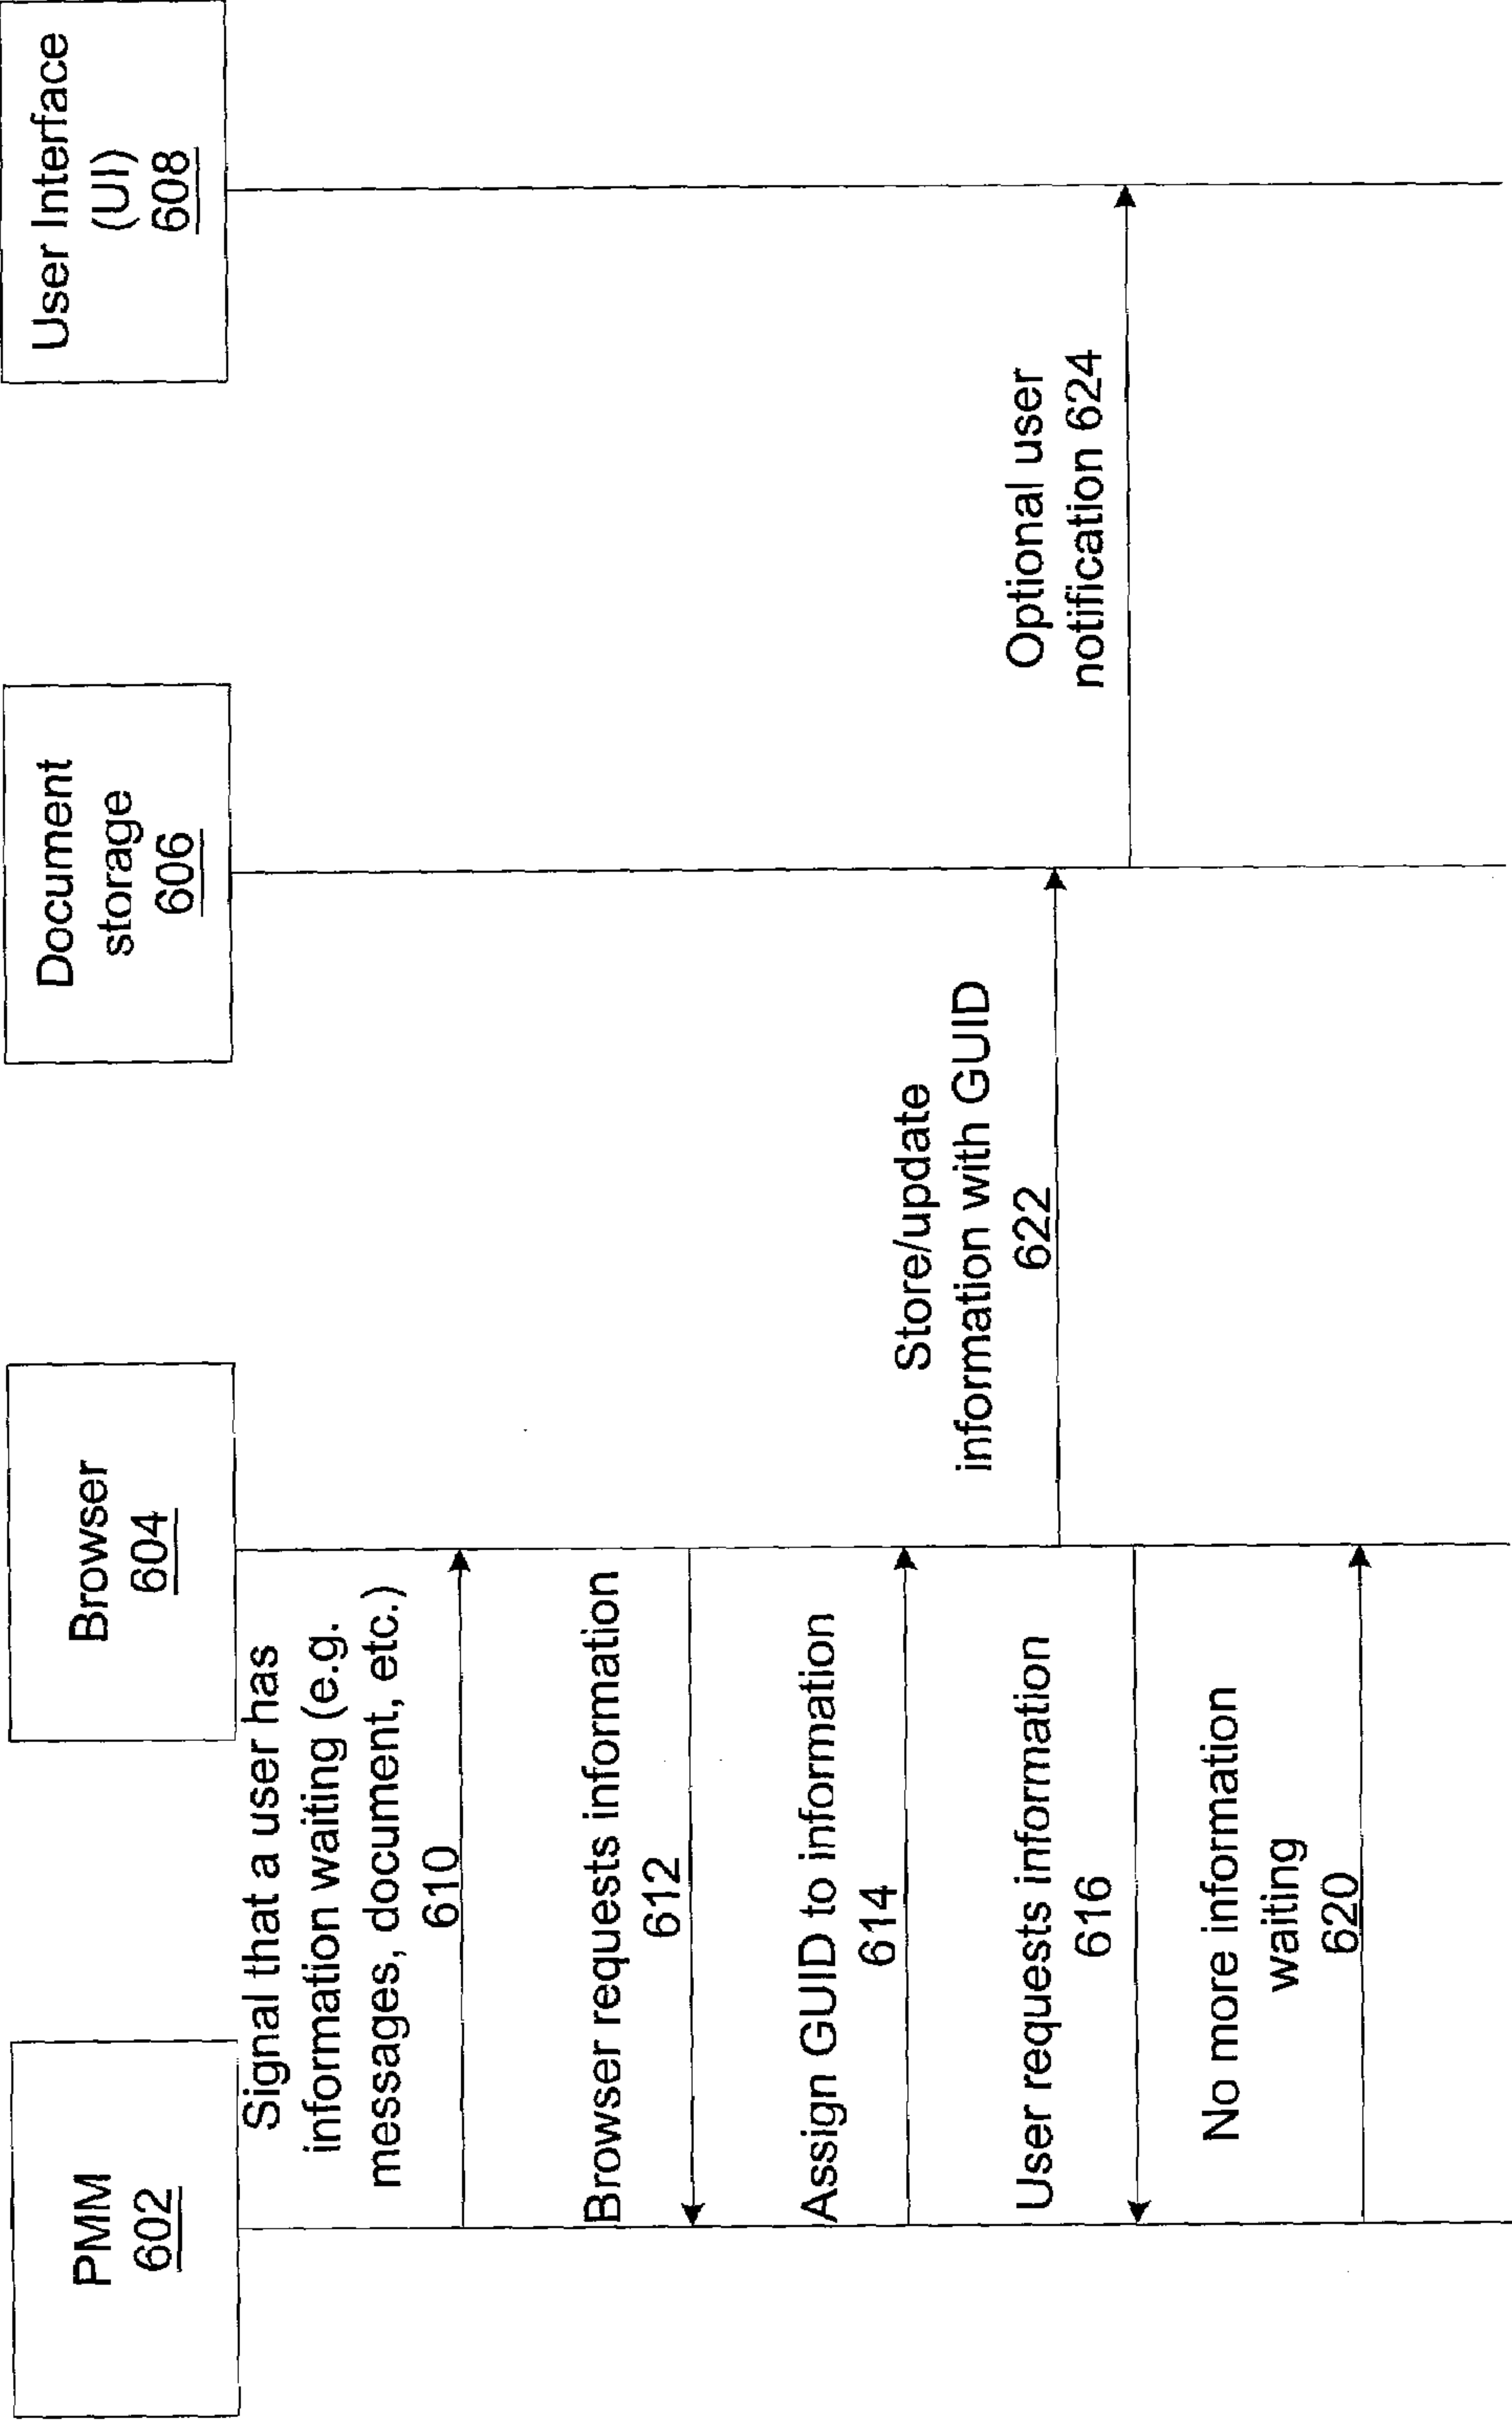 PMM
602
Browser
604
Document
storage
606
User Interface
(UI)
608
Signal that a user has
information waiting (e.g.
messages, document, etc.)
610
Browser requests information
612
Assign GUID to information
614
Store/update
information with GUID
622
User requests information
616
Optional user
notification 624
No more information
waiting
620